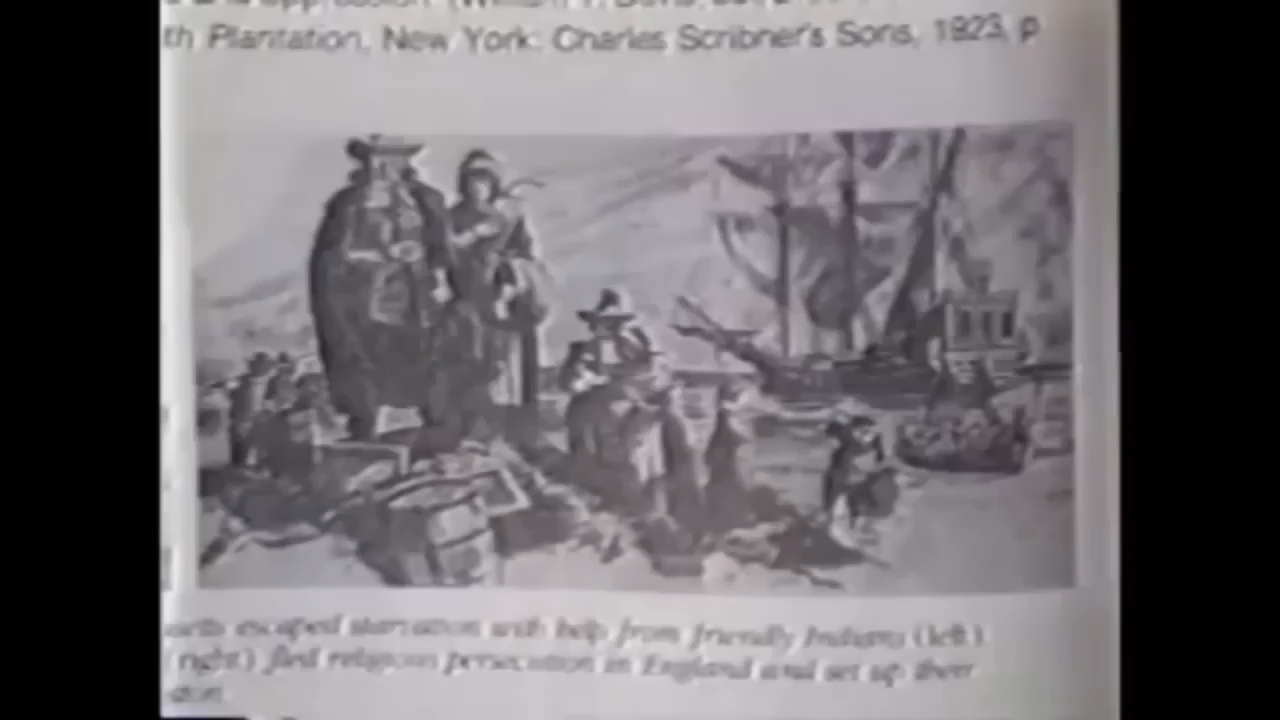 th Plantation, New York: Charles Scribner's Sons, 1923, p
escaped starvation with help from friendly Indians (left).
(right) fled religious persecution in England and set up their